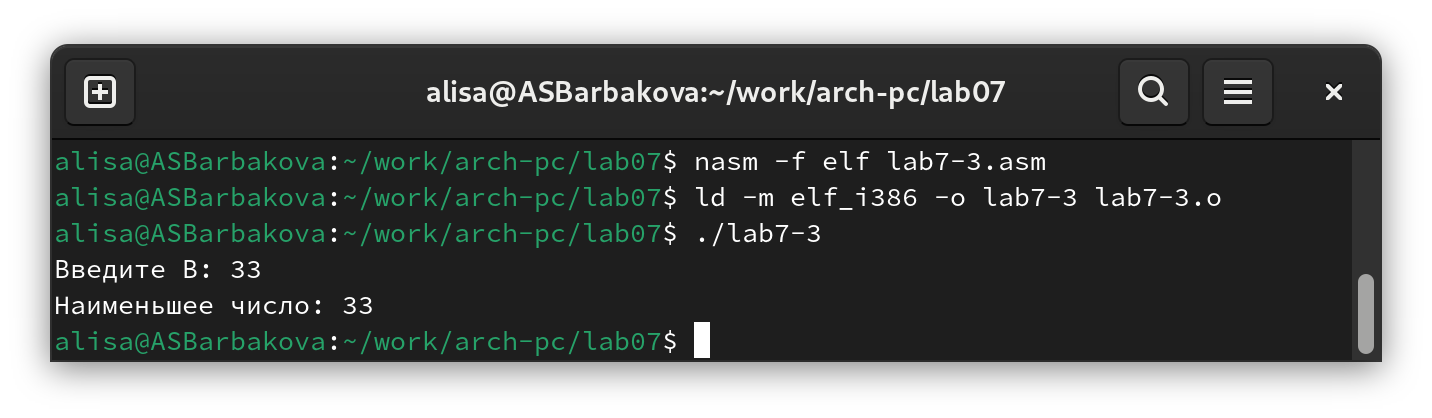 alisa@ASBarbakova:~/work/arch-pc/lab07
alisa@ASBarbakova:~/work/arch-pc/lab07$ nasm -f elf lab7-3.asm
alisa@ASBarbakova:~/work/arch-pc/lab07$ ld -m elf_i386 -o lab7-3 lab7-3.o
alisa@ASBarbakova:~/work/arch-pc/lab07$ ./lab7-3
Введите B: 33
Наименьшее число: 33
alisa@ASBarbakova:~/work/arch-pc/lab07$